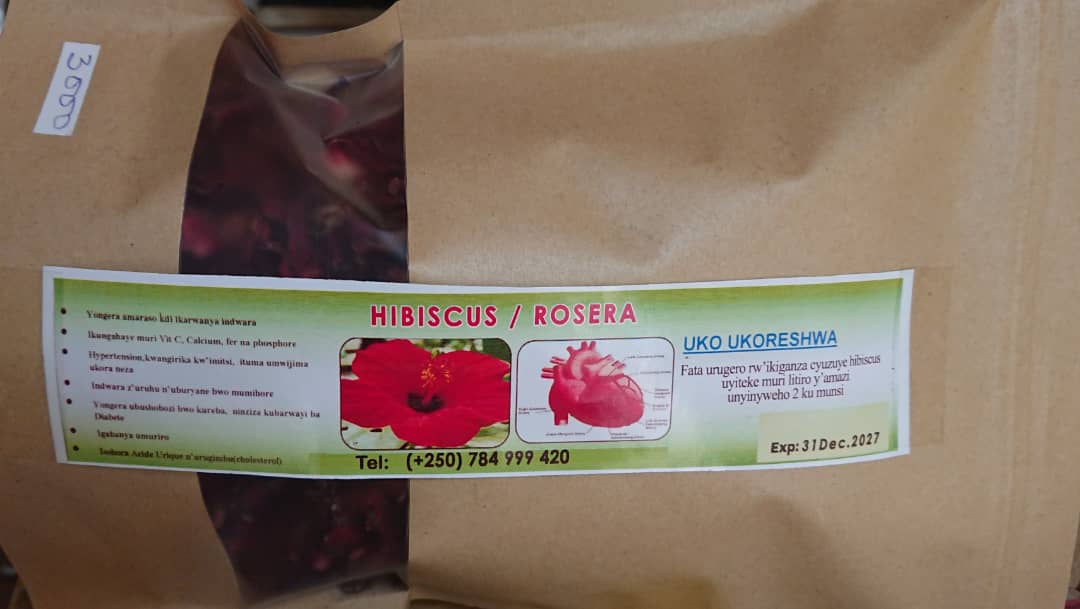 3000
HIBISCUS / ROSERA
Yongera amaraso kdi ikarwanya indwara
Ikungahaye muri Vit C, Calcium, fer na phosphore
Hypertension,kwangirika kw'imitsi, ituma umwijima
ukora neza
Indwara z'uruhu n'uburyane bwo mumihore
Yongera ubushobozi bwo kureba, ninziza kubarwayi ba
Diabete
Igabanya umuriro
Isohora Acide Urique n'urugimbu(cholesterol)
Tel: (+250) 784 999 420
UKO UKORESHWA
Fata urugero rw'ikiganza cyuzuye hibiscus
uyiteke muri litiro y'amazi
unyinyweho 2 ku munsi
Exp: 31Dec.2027